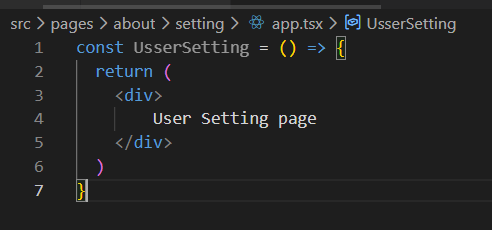 src > pages > about > setting > app.tsx > UsserSetting
1 const UsserSetting = () => {
2 return (
3 <div>
4 User Setting page
5 </div>
6 )
7 }